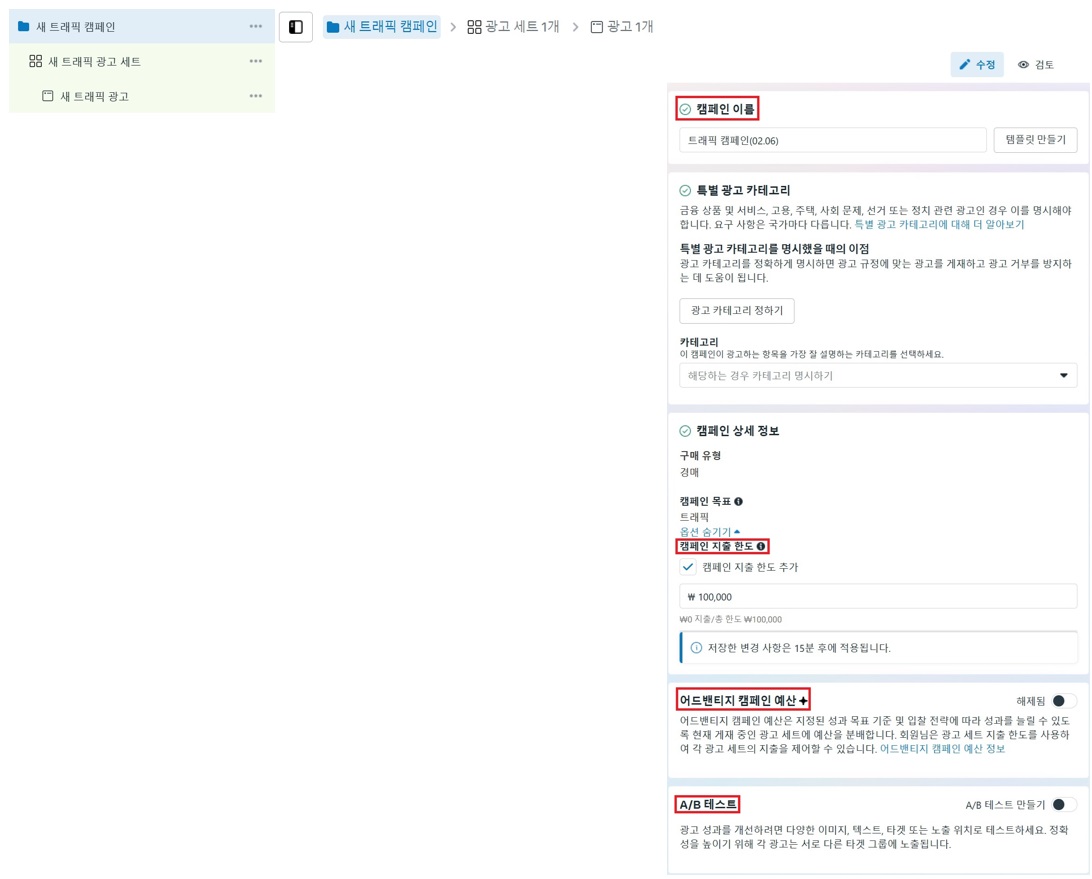 새 트래픽 캠페인
새 트래픽 광고 세트
새 트래픽 광고
새 트래픽 캠페인 > 광고 세트 1개 > 광고 1개
수정 검토
캠페인 이름
트래픽 캠페인(02.06) 템플릿 만들기
특별 광고 카테고리
금융 상품 및 서비스, 고용, 주택, 사회 문제, 선거 또는 정치 관련 광고인 경우 이를 명시해야
합니다. 요구 사항은 국가마다 다릅니다. 특별 광고 카테고리에 대해 더 알아보기
특별 광고 카테고리를 명시했을 때의 이점
광고 카테고리를 정확하게 명시하면 광고 규정에 맞는 광고를 게재하고 광고 거부를 방지하
는 데 도움이 됩니다.
광고 카테고리 정하기
카테고리
이 캠페인이 광고하는 항목을 가장 잘 설명하는 카테고리를 선택하세요.
해당하는 경우 카테고리 명시하기
캠페인 상세 정보
구매 유형
경매
캠페인 목표
트래픽
옵션 숨기기
캠페인 지출 한도
캠페인 지출 한도 추가
₩ 100,000
₩0 지출/총 한도 ₩100,000
저장한 변경 사항은 15분 후에 적용됩니다.
어드밴티지 캠페인 예산 해제됨
어드밴티지 캠페인 예산은 지정된 성과 목표 기준 및 입찰 전략에 따라 성과를 늘릴 수 있도
록 현재 게재 중인 광고 세트에 예산을 분배합니다. 회원님은 광고 세트 지출 한도를 사용하
여 각 광고 세트의 지출을 제어할 수 있습니다. 어드밴티지 캠페인 예산 정보
A/B 테스트 A/B 테스트 만들기
광고 성과를 개선하려면 다양한 이미지, 텍스트, 타겟 또는 노출 위치로 테스트하세요. 정확
성을 높이기 위해 각 광고는 서로 다른 타겟 그룹에 노출됩니다.